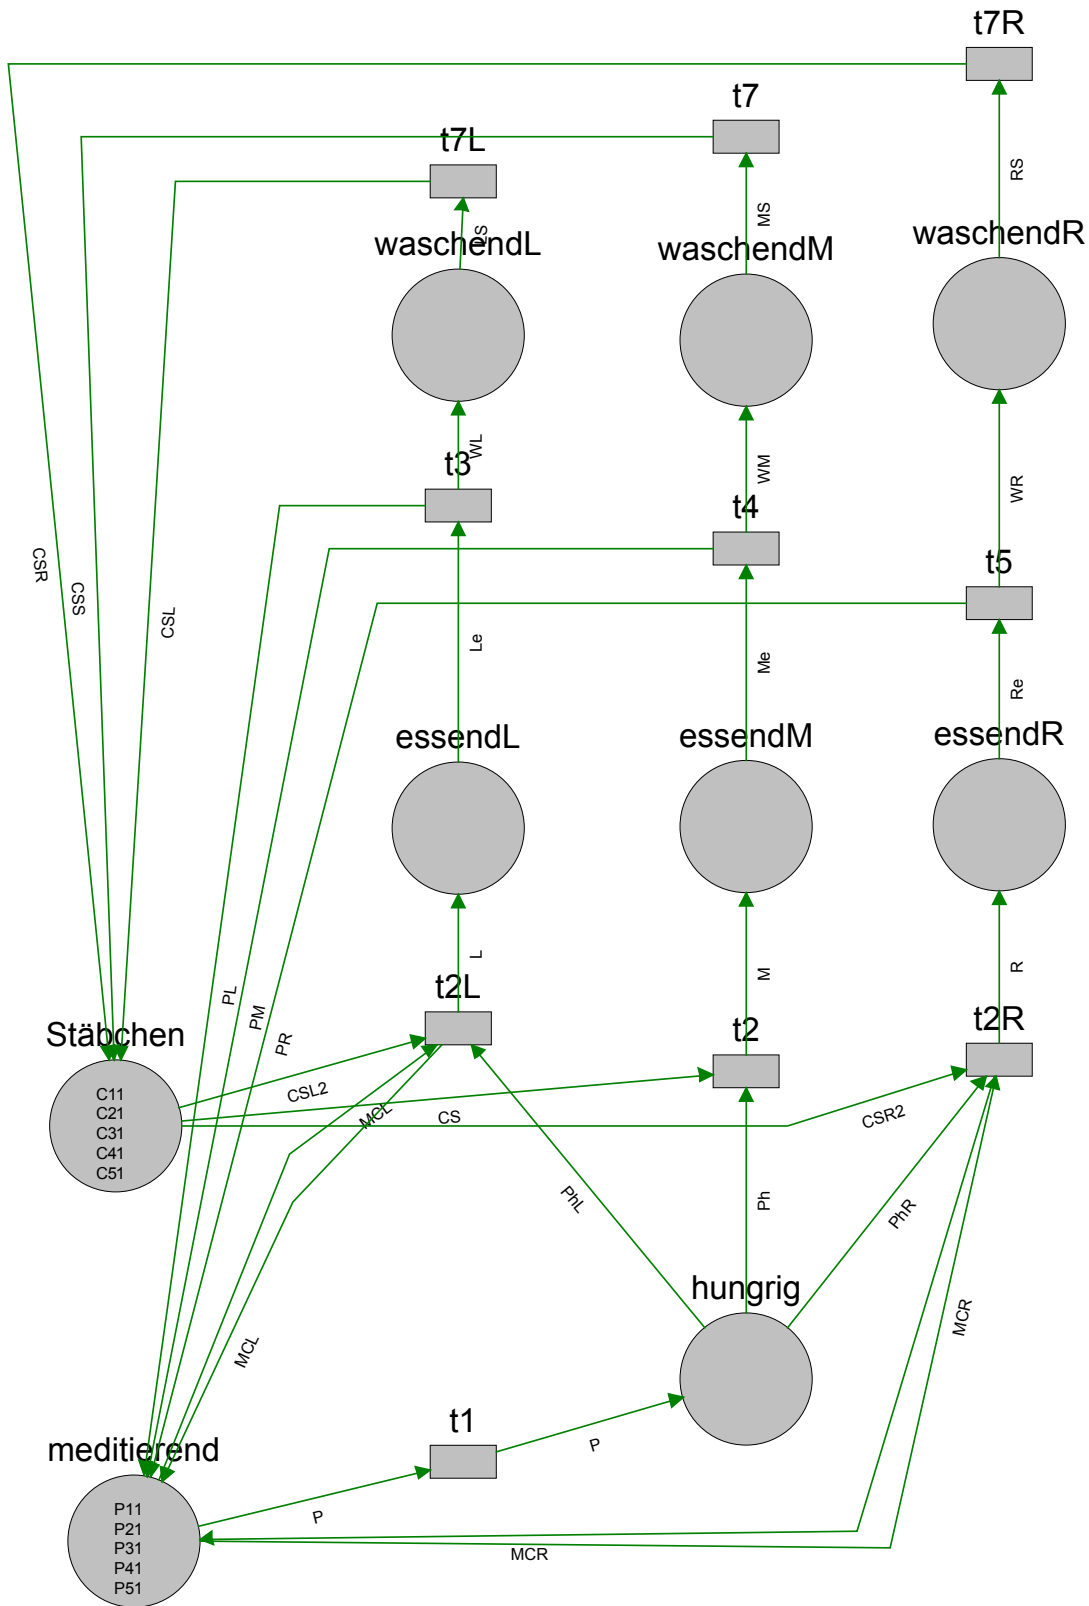 t7R
t7
t7L
RS
MS
LS
waschendR
waschendM
waschendL
t3
WL
t4
WM
WR
t5
CSR
CSS
CSL
Le
Me
Re
essendL
essendM
essendR
L
M
R
PL
PM
PR
t2L
t2
t2R
Stäbchen
C11
C21
C31
C41
C51
CSL2
MCL
CS
CSR2
PhL
Ph
PhR
hungrig
MCL
MCR
t1
P
meditierend
P11
P21
P31
P41
P51
P
MCR